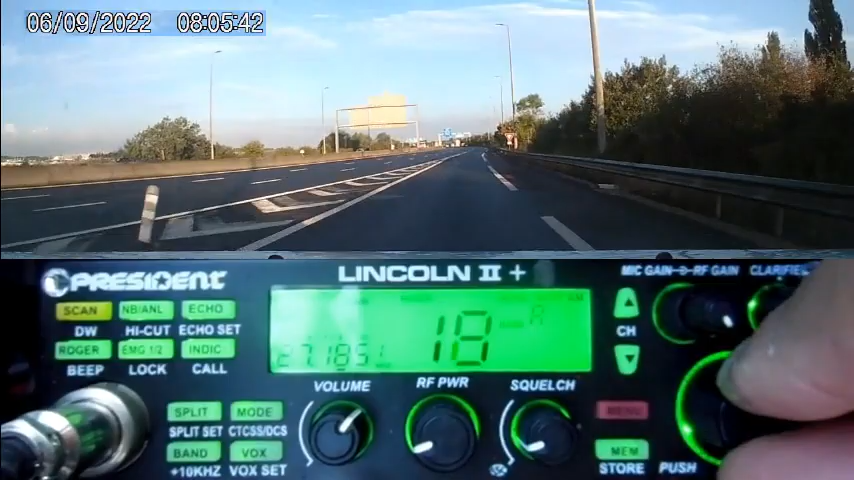 06/09/2022 08:05:42
PRESIDENT LINCOLN II + MIC GAIN RF GAIN CLARIFIER
SCAN NB/ANL ECHO
DW HI-CUT ECHO SET
ROGER EMG 1/2 INDIC
BEEP LOCK CALL
18
CH
VOLUME RF PWR SQUELCH
SPLIT MODE MENU
SPLIT SET CTCSS/DCS
BAND VOX MEM
+10KHZ VOX SET STORE PUSH